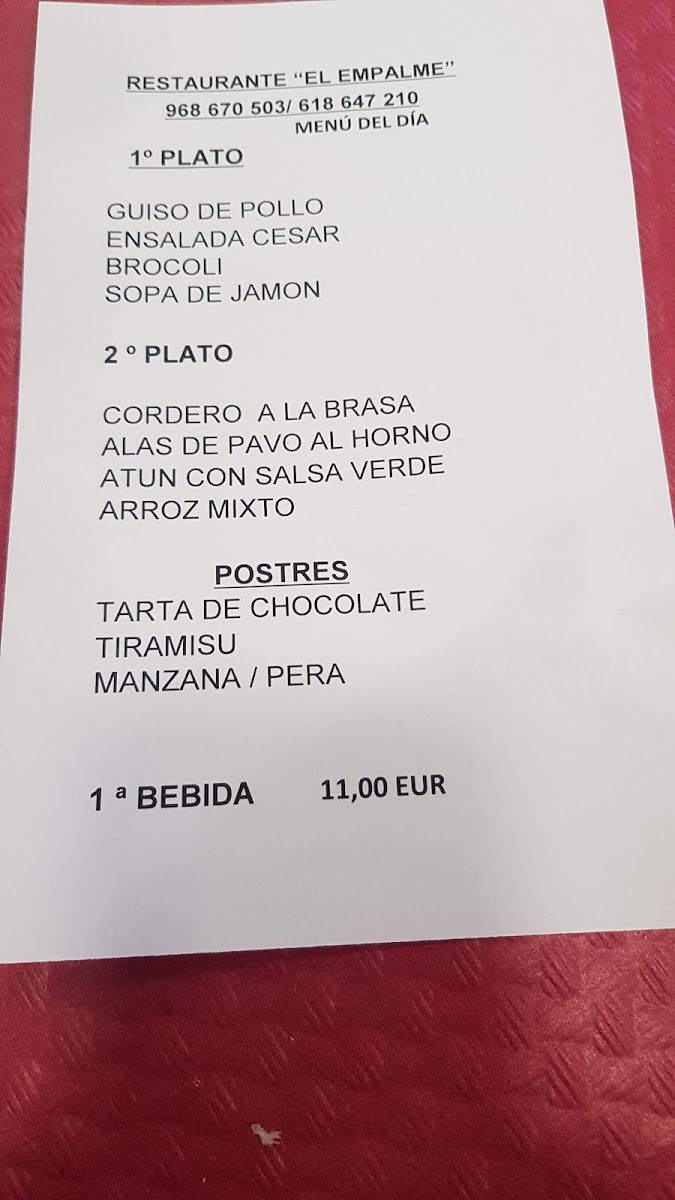 RESTAURANTE “EL EMPALME”
968 670 503/ 618 647 210
MENÚ DEL DÍA
1º PLATO
GUISO DE POLLO
ENSALADA CESAR
BROCOLI
SOPA DE JAMON
2 º PLATO
CORDERO A LA BRASA
ALAS DE PAVO AL HORNO
ATUN CON SALSA VERDE
ARROZ MIXTO
POSTRES
TARTA DE CHOCOLATE
TIRAMISU
MANZANA / PERA
1 ª BEBIDA 11,00 EUR